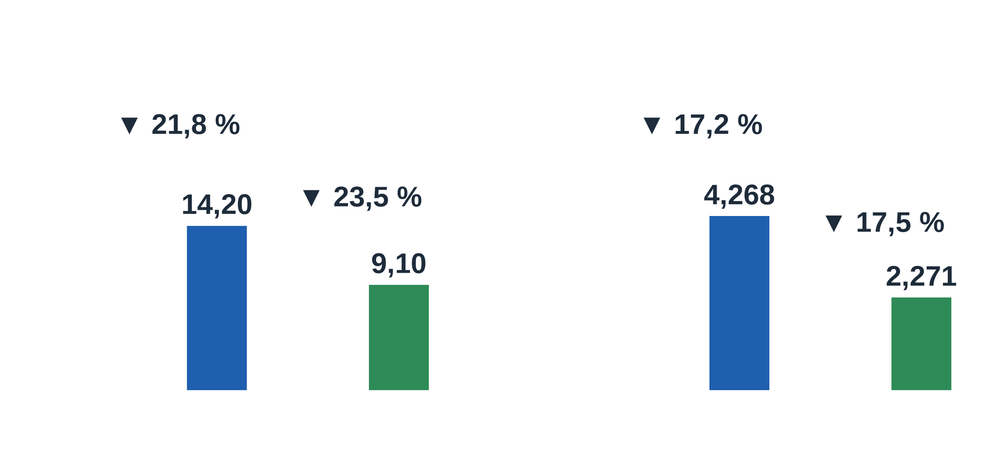 ▼ 21,8 %
14,20
▼ 23,5 %
9,10
▼ 17,2 %
4,268
▼ 17,5 %
2,271